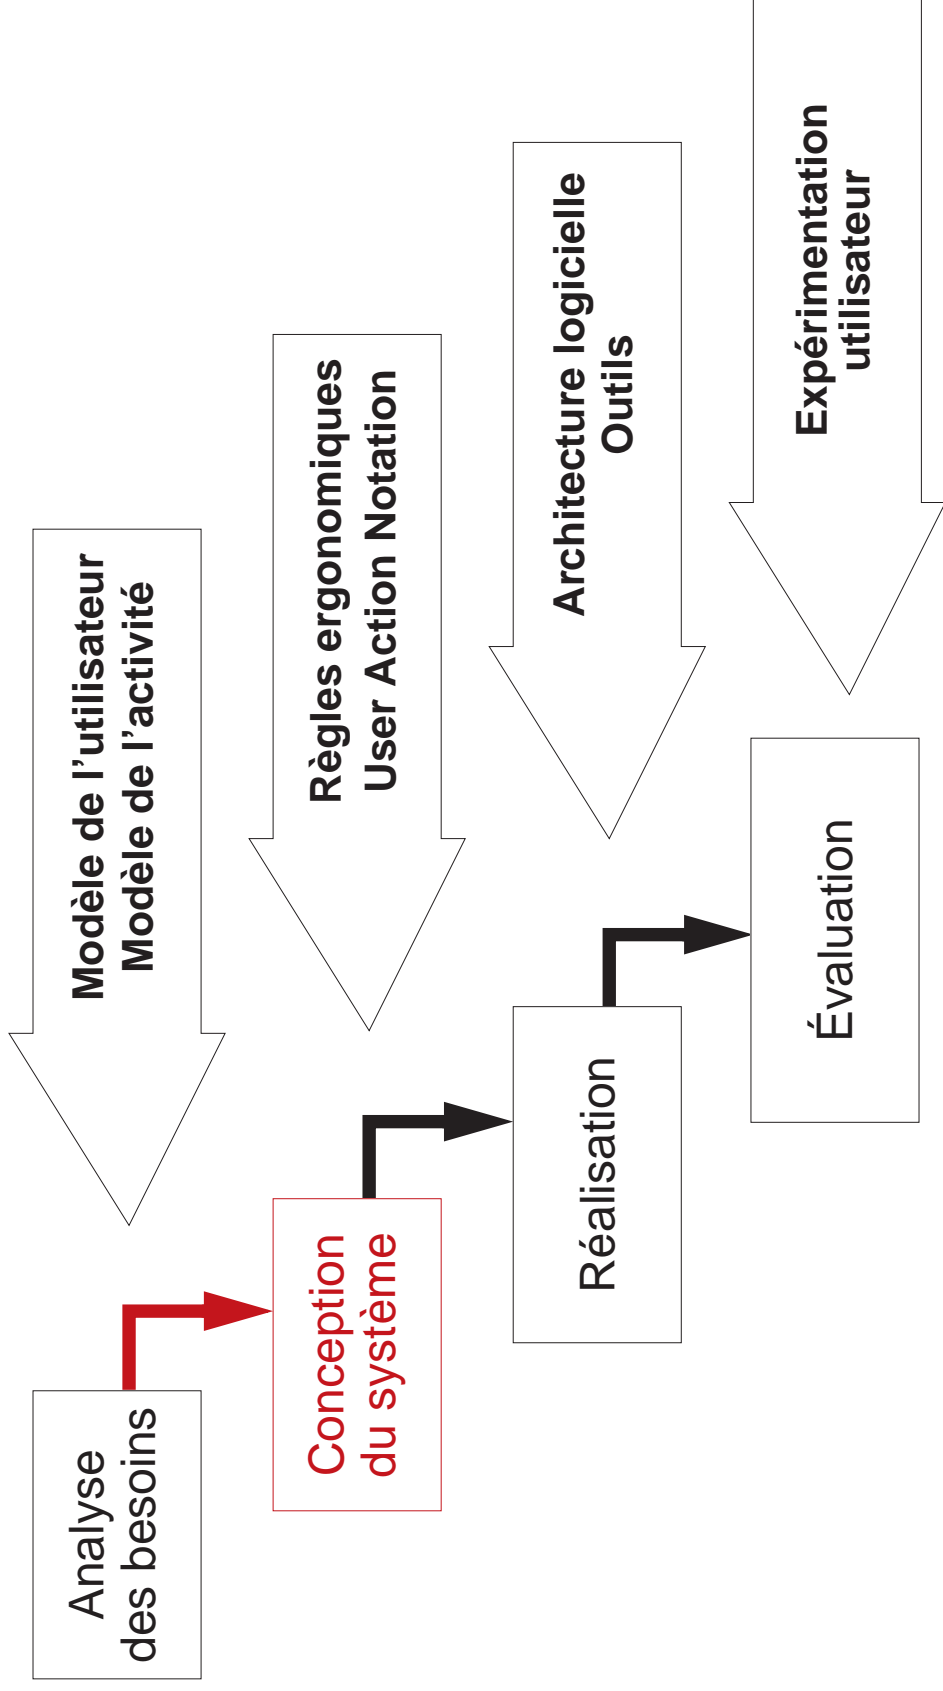 Analyse
des besoins
Modèle de l'utilisateur
Modèle de l'activité
Conception
du système
Règles ergonomiques
User Action Notation
Réalisation
Architecture logicielle
Outils
Évaluation
Expérimentation
utilisateur